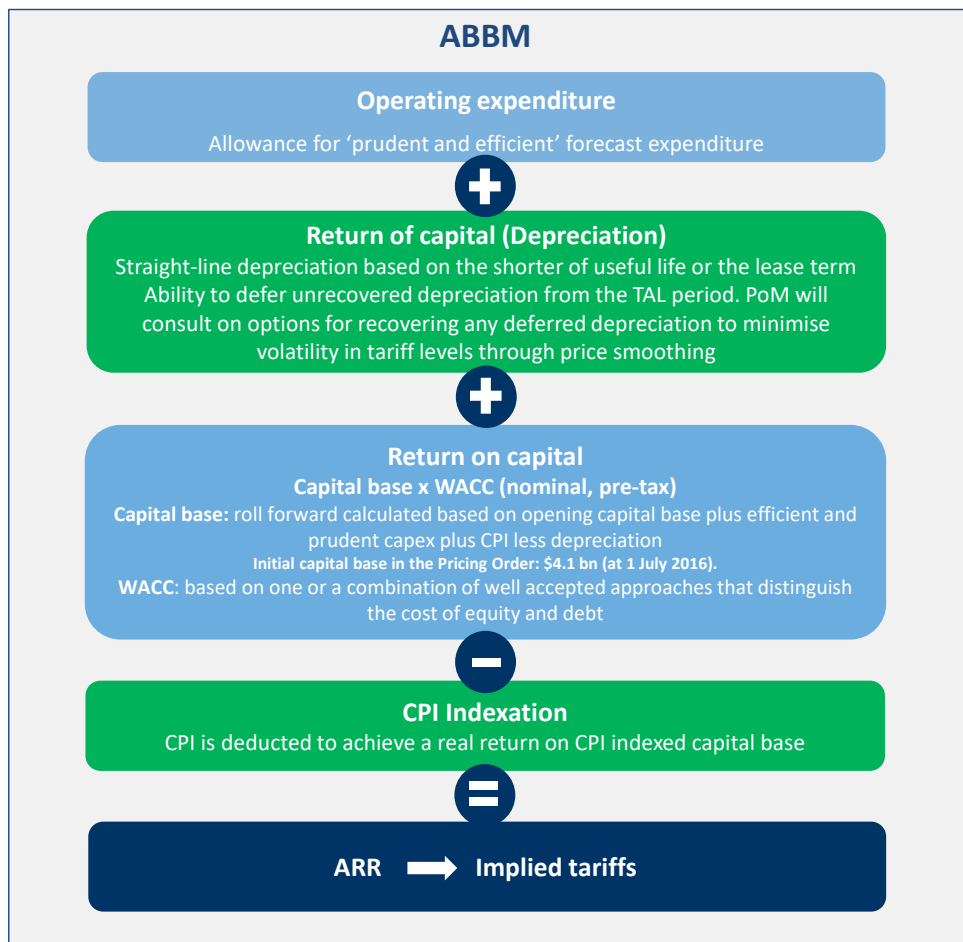 ABBM
Operating expenditure
Allowance for ‘prudent and efficient’ forecast expenditure
Return of capital (Depreciation)
Straight-line depreciation based on the shorter of useful life or the lease term
Ability to defer unrecovered depreciation from the TAL period. PoM will
consult on options for recovering any deferred depreciation to minimise
volatility in tariff levels through price smoothing
Return on capital
Capital base x WACC (nominal, pre-tax)
Capital base: roll forward calculated based on opening capital base plus efficient and
prudent capex plus CPI less depreciation
Initial capital base in the Pricing Order: $4.1 bn (at 1 July 2016).
WACC: based on one or a combination of well accepted approaches that distinguish
the cost of equity and debt
CPI Indexation
CPI is deducted to achieve a real return on CPI indexed capital base
ARR Implied tariffs